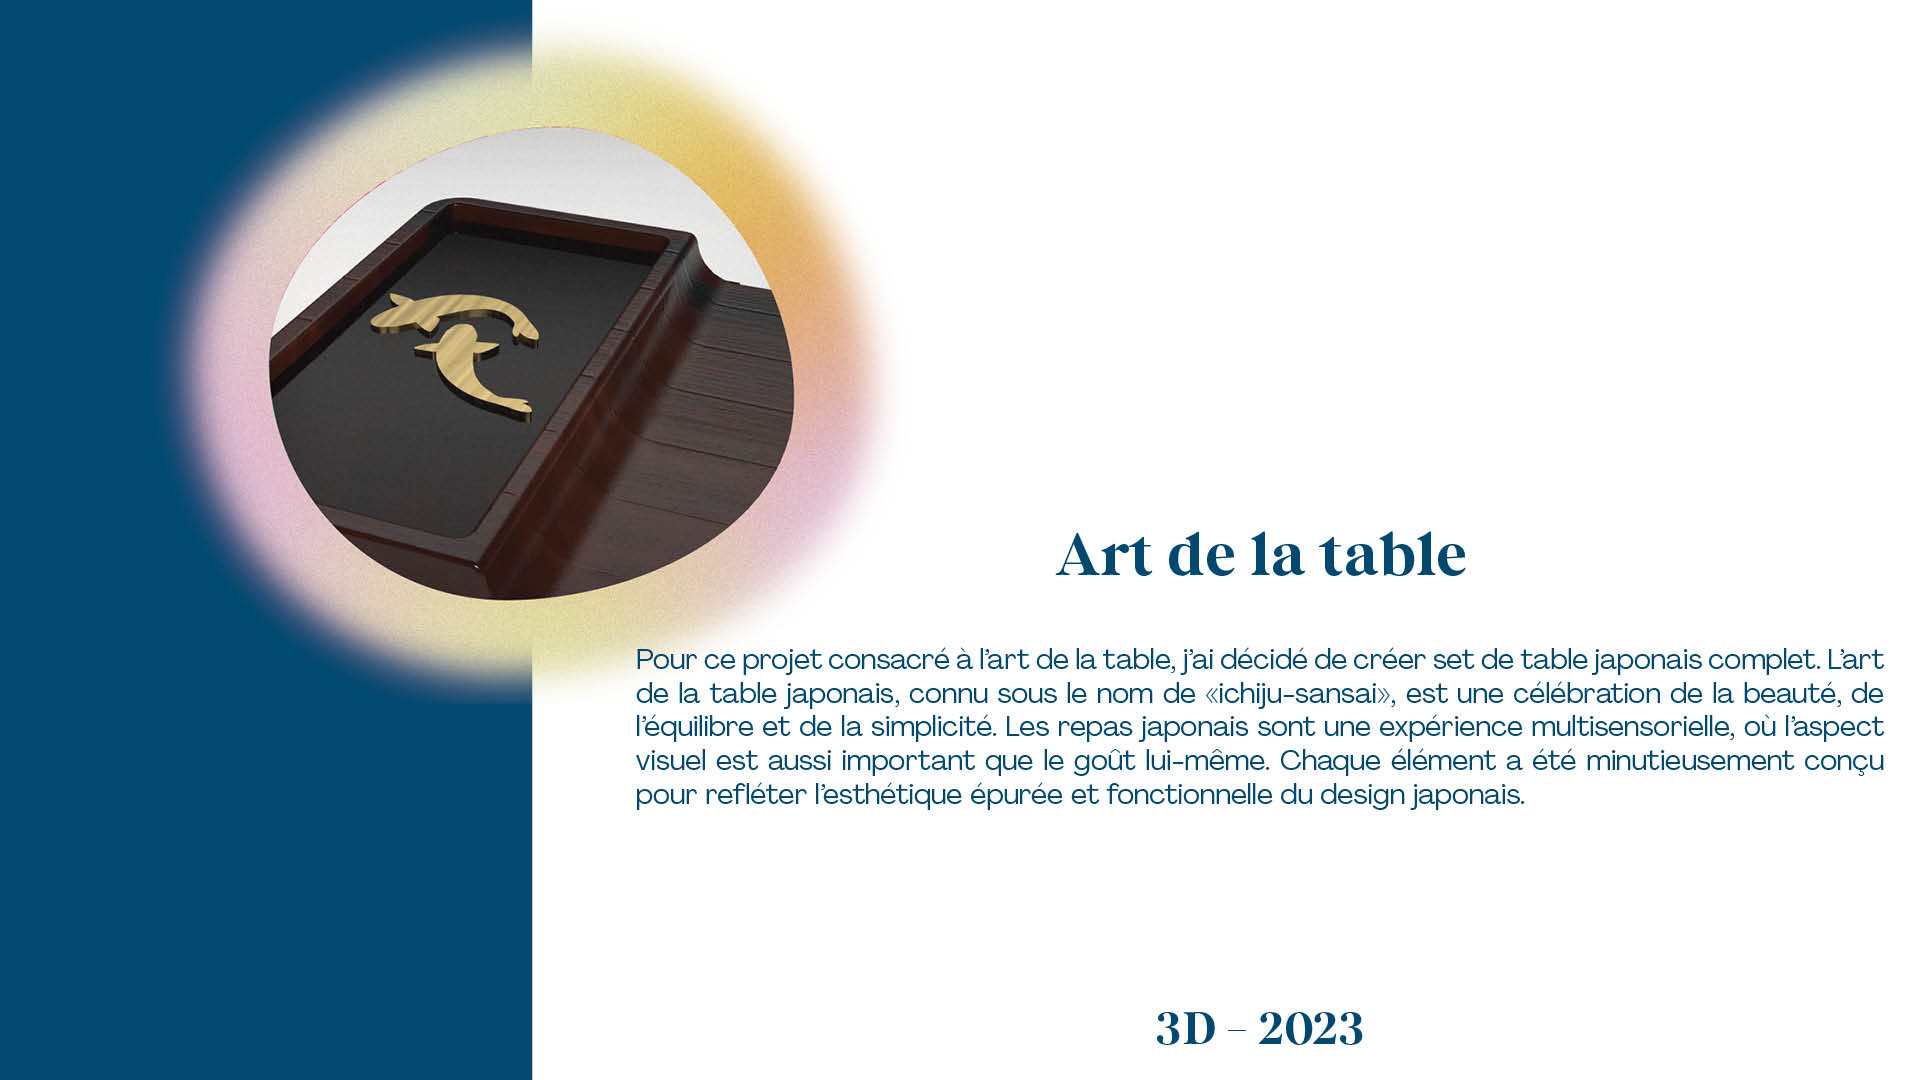 Art de la table
Pour ce projet consacré à l’art de la table, j’ai décidé de créer set de table japonais complet. L’art
de la table japonais, connu sous le nom de «ichiju-sansai», est une célébration de la beauté, de
l’équilibre et de la simplicité. Les repas japonais sont une expérience multisensorielle, où l’aspect
visuel est aussi important que le goût lui-même. Chaque élément a été minutieusement conçu
pour refléter l’esthétique épurée et fonctionnelle du design japonais.
3D – 2023